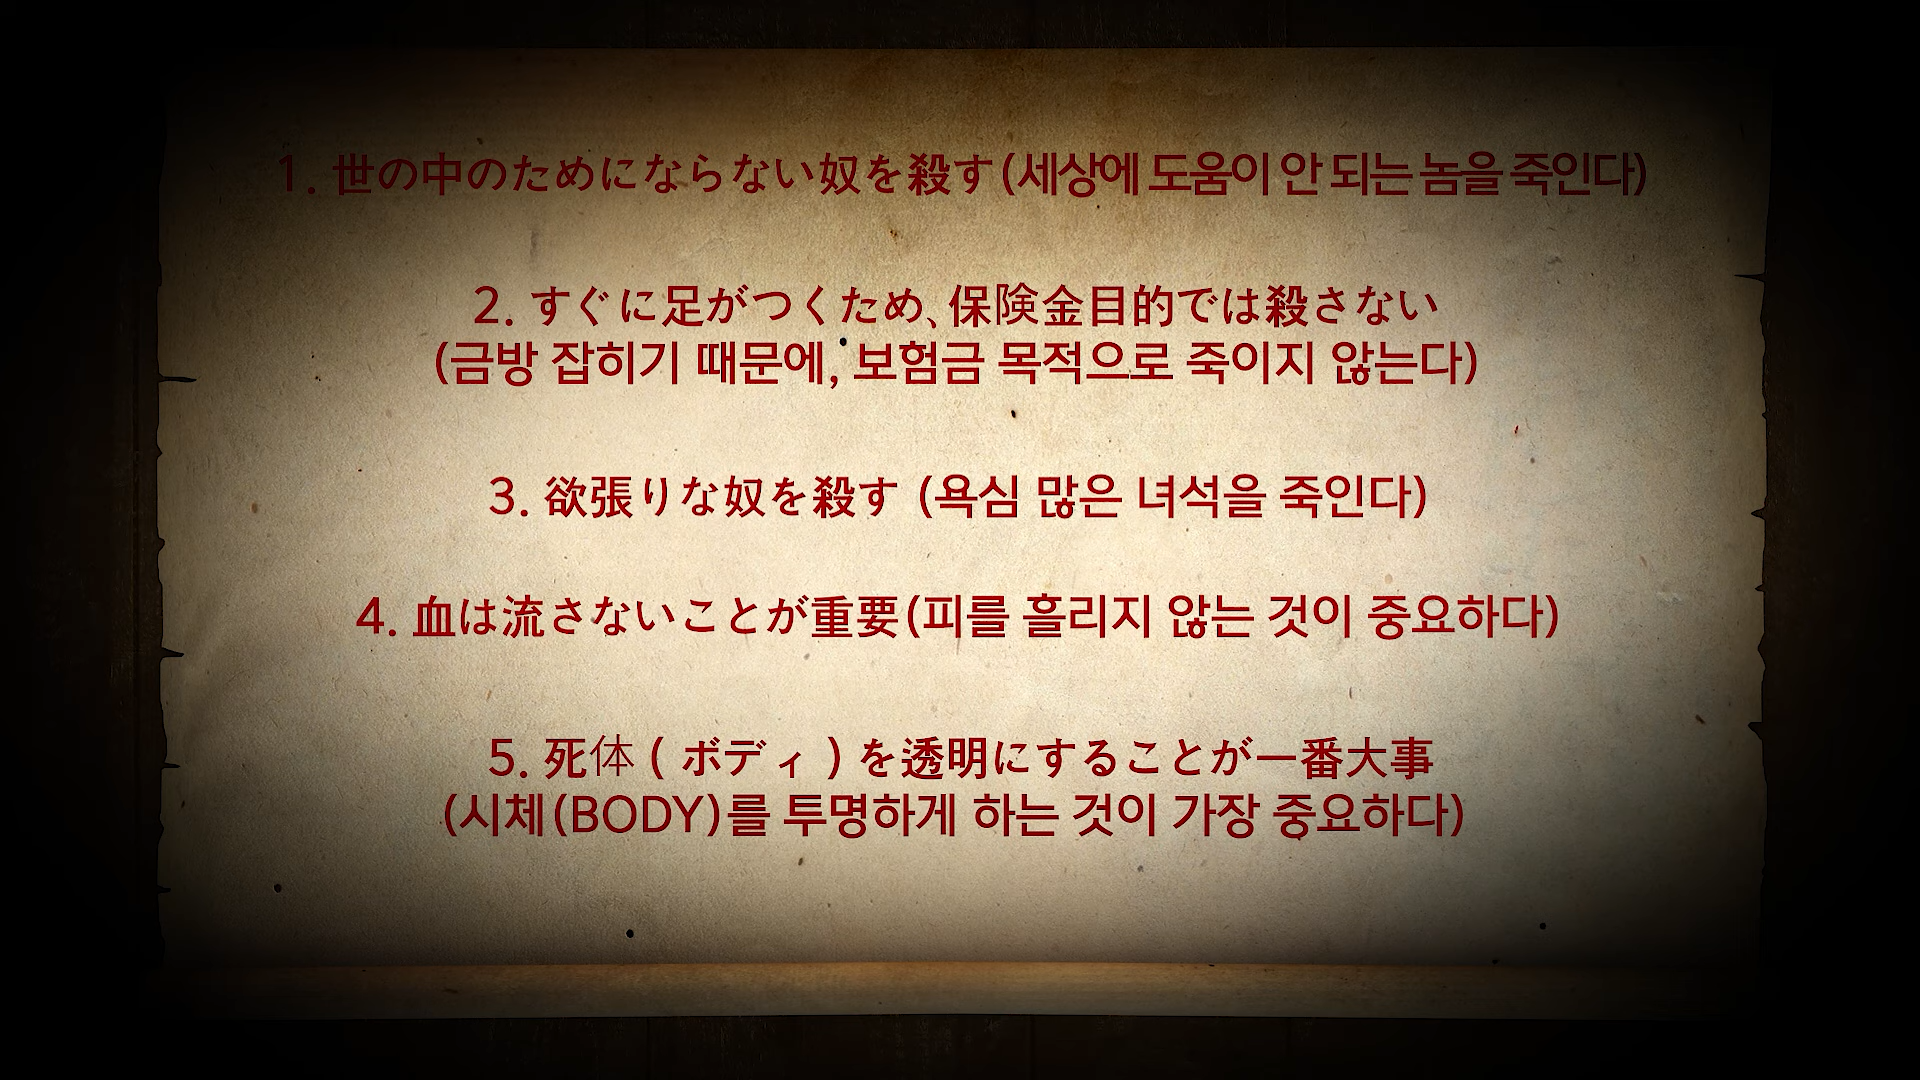 1. 世の中のためにならない奴を殺す(세상에 도움이 안 되는 놈을 죽인다)
2. すぐに足がつくため、保険金目的では殺さない
(금방 잡히기 때문에, 보험금 목적으로 죽이지 않는다)
3. 欲張りな奴を殺す (욕심 많은 녀석을 죽인다)
4. 血は流さないことが重要(피를 흘리지 않는 것이 중요하다)
5. 死体 ( ボディ ) を透明にすることが一番大事
(시체(BODY)를 투명하게 하는 것이 가장 중요하다)